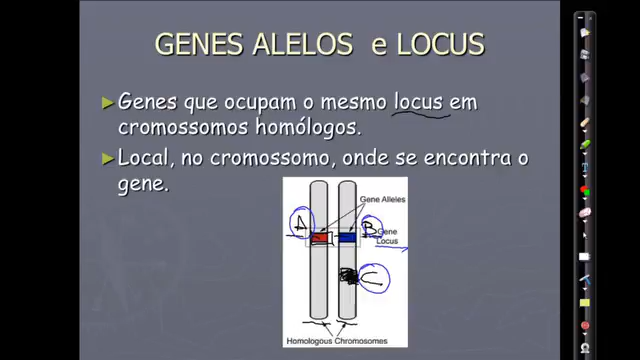 GENES ALELOS e LOCUS
Genes que ocupam o mesmo locus em
cromossomos homólogos.
Local, no cromossomo, onde se encontra o
gene.
Gene Alleles
A
B
Gene
Locus
C
Homologous Chromosomes